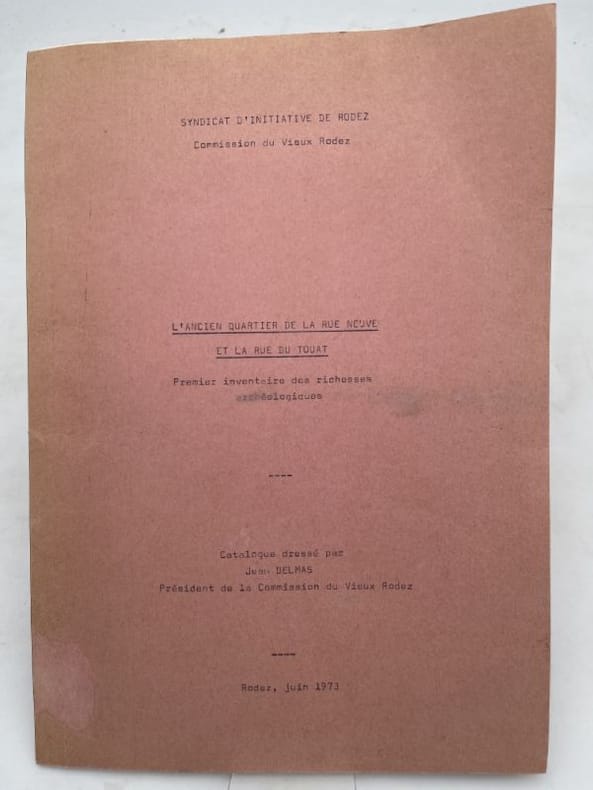 SYNDICAT D'INITIATIVE DE RODEZ
Commission du Vieux Rodez
L'ANCIEN QUARTIER DE LA RUE NEUVE
ET LA RUE DU TOUAT
Premier inventaire des richesses
archéologiques
----
Catalogue dressé par
Jean DELMAS
Président de la Commission du Vieux Rodez
----
Rodez, juin 1973